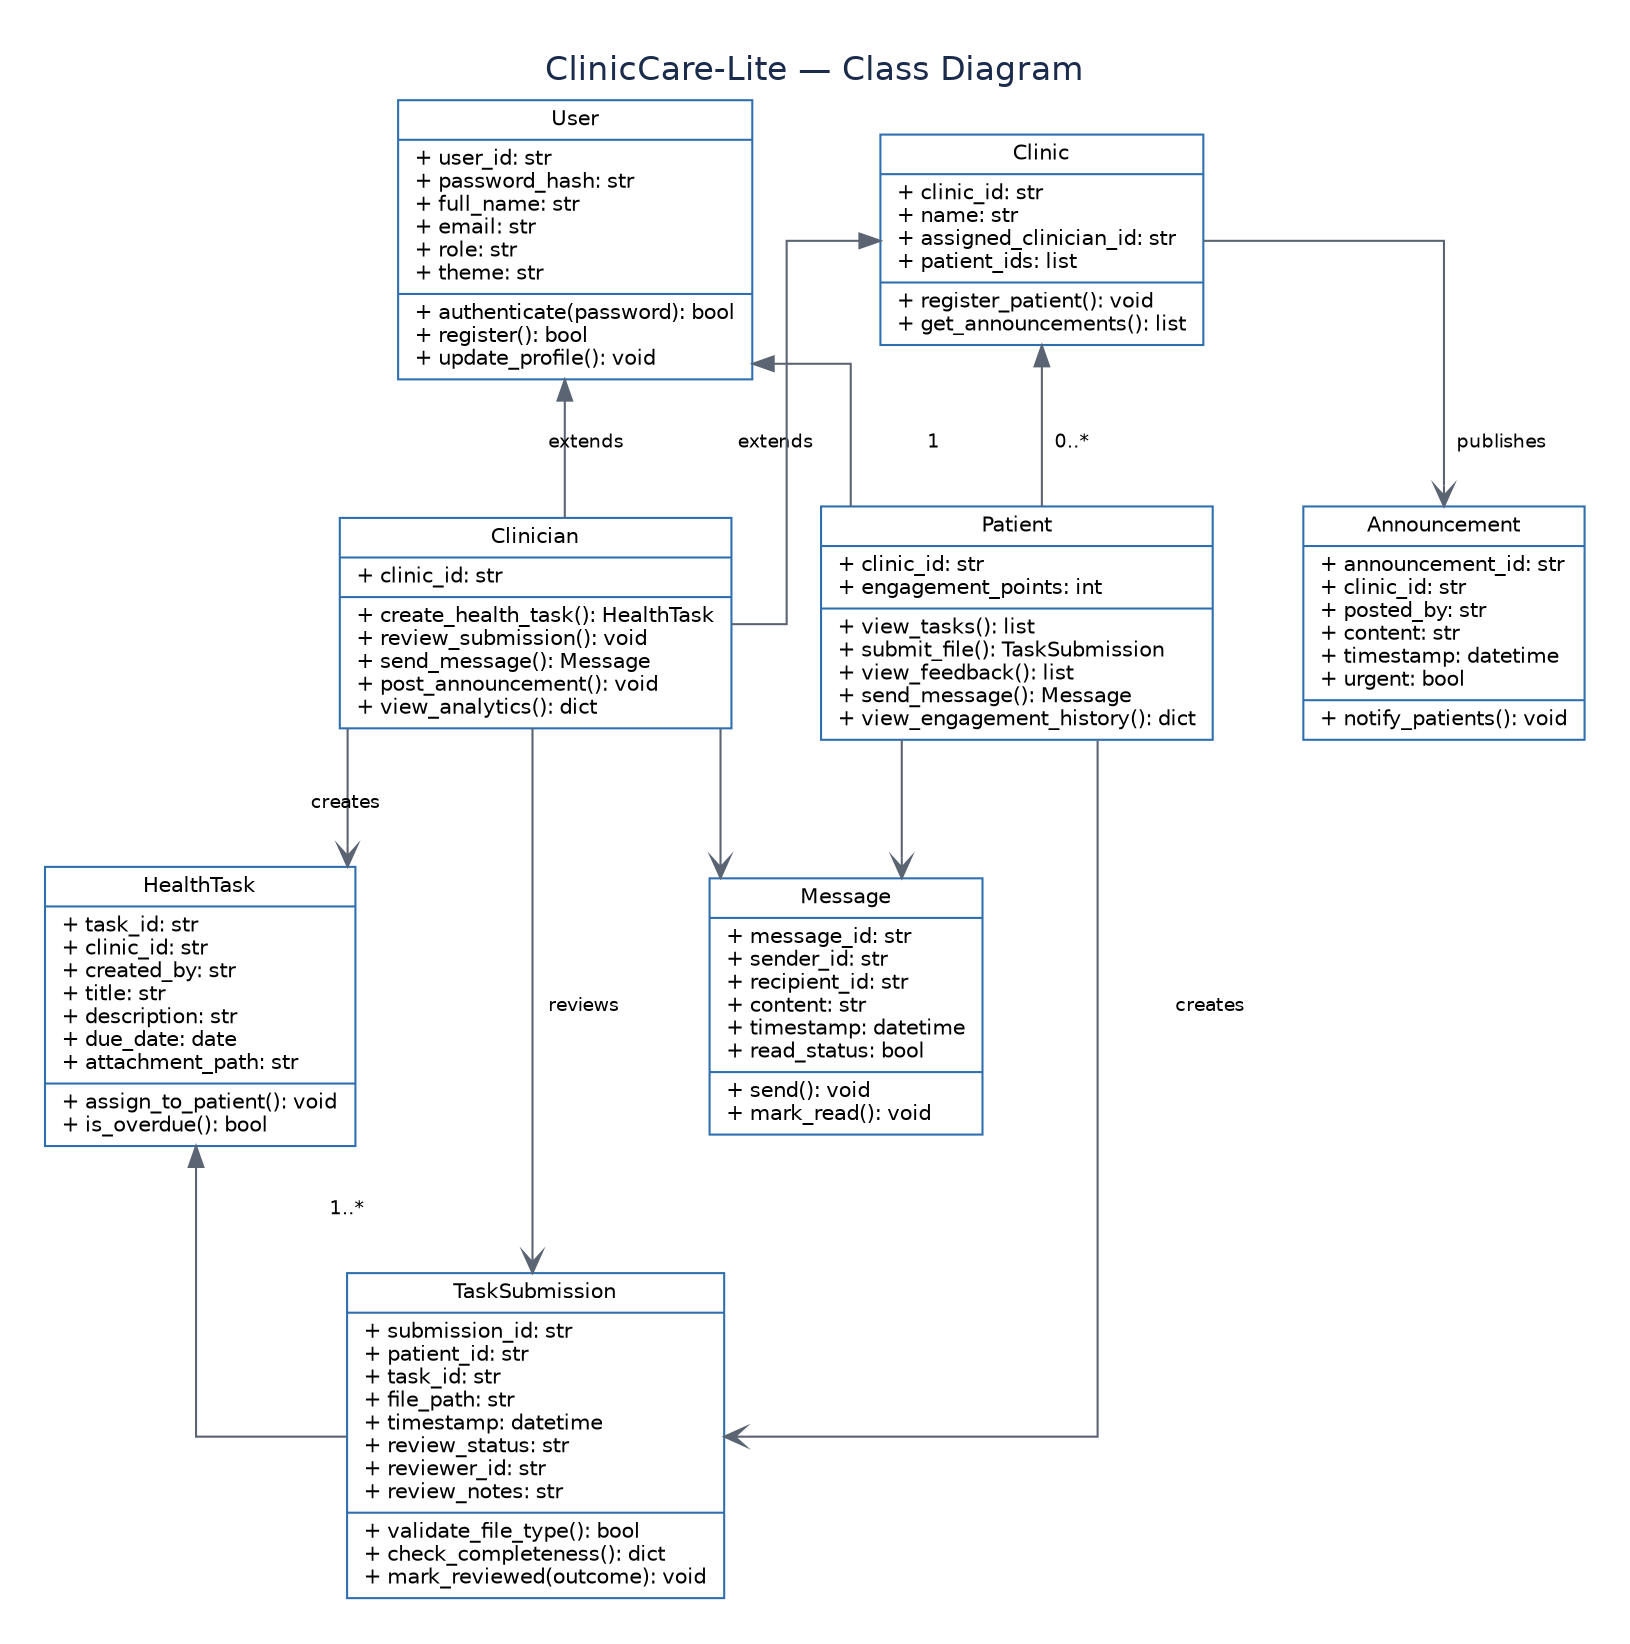 ClinicCare-Lite — Class Diagram
User
+ user_id: str
+ password_hash: str
+ full_name: str
+ email: str
+ role: str
+ theme: str
+ authenticate(password): bool
+ register(): bool
+ update_profile(): void
Clinic
+ clinic_id: str
+ name: str
+ assigned_clinician_id: str
+ patient_ids: list
+ register_patient(): void
+ get_announcements(): list
extends
extends
1
0..*
publishes
Clinician
+ clinic_id: str
+ create_health_task(): HealthTask
+ review_submission(): void
+ send_message(): Message
+ post_announcement(): void
+ view_analytics(): dict
Patient
+ clinic_id: str
+ engagement_points: int
+ view_tasks(): list
+ submit_file(): TaskSubmission
+ view_feedback(): list
+ send_message(): Message
+ view_engagement_history(): dict
Announcement
+ announcement_id: str
+ clinic_id: str
+ posted_by: str
+ content: str
+ timestamp: datetime
+ urgent: bool
+ notify_patients(): void
creates
HealthTask
+ task_id: str
+ clinic_id: str
+ created_by: str
+ title: str
+ description: str
+ due_date: date
+ attachment_path: str
+ assign_to_patient(): void
+ is_overdue(): bool
reviews
Message
+ message_id: str
+ sender_id: str
+ recipient_id: str
+ content: str
+ timestamp: datetime
+ read_status: bool
+ send(): void
+ mark_read(): void
creates
1..*
TaskSubmission
+ submission_id: str
+ patient_id: str
+ task_id: str
+ file_path: str
+ timestamp: datetime
+ review_status: str
+ reviewer_id: str
+ review_notes: str
+ validate_file_type(): bool
+ check_completeness(): dict
+ mark_reviewed(outcome): void